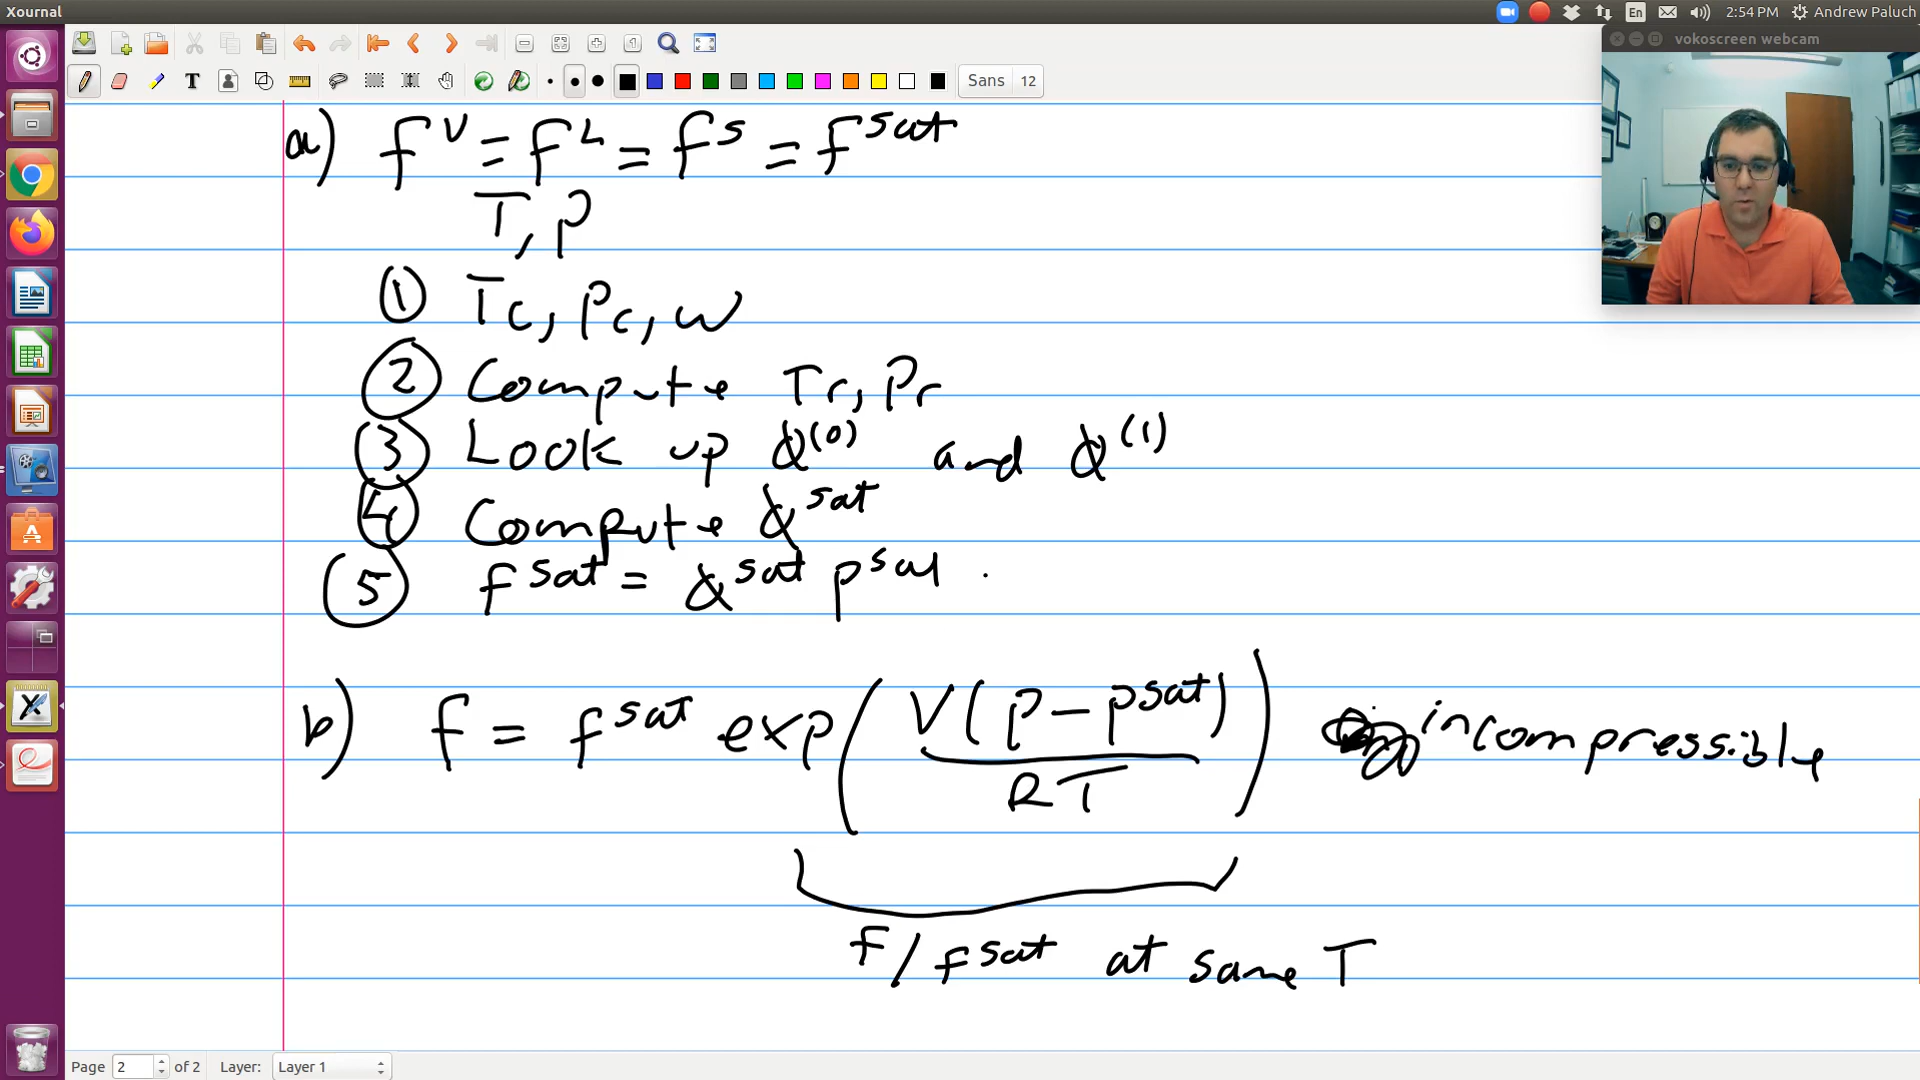 Xournal
En
2:54 PM
Andrew Paluch
vokoscreen webcam
T
1
Sans 12
a) f^V = f^L = f^S = f^sat
T, P
① Tc, Pc, ω
② Compute Tr, Pr
③ Look up ϕ^(0) and ϕ^(1)
④ Compute ϕ^sat
⑤ f^sat = ϕ^sat P^sat .
b) f = f^sat exp( V(P - P^sat) / RT ) incompressible
f/f^sat at same T
Page 2 of 2 Layer: Layer 1